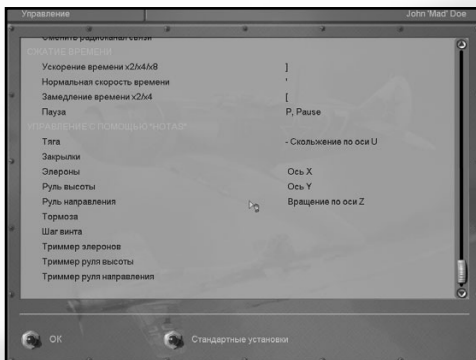 Управление John 'Mad' Doe
Сменить радиоканал связи
СЖАТИЕ ВРЕМЕНИ
Ускорение времени x2/x4/x8 ]
Нормальная скорость времени '
Замедление времени x2/x4 [
Пауза P, Pause
УПРАВЛЕНИЕ С ПОМОЩЬЮ "HOTAS"
Тяга - Скольжение по оси U
Закрылки
Элероны Ось X
Руль высоты Ось Y
Руль направления Вращение по оси Z
Тормоза
Шаг винта
Триммер элеронов
Триммер руля высоты
Триммер руля направления
ОК Стандартные установки